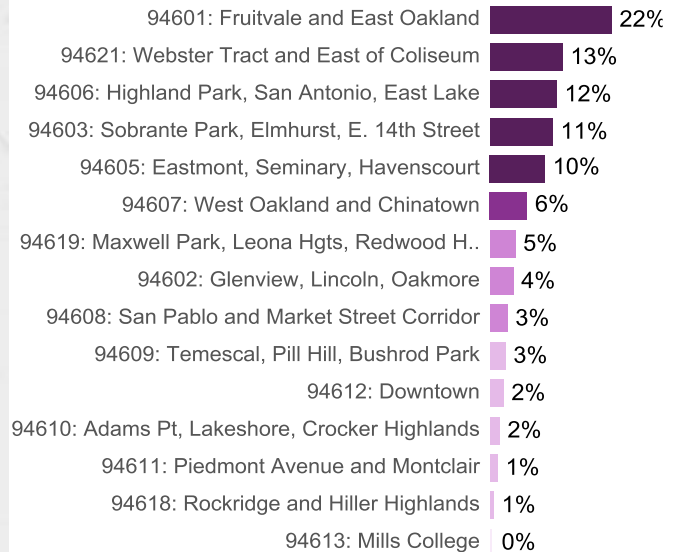 94601: Fruitvale and East Oakland 22%
94621: Webster Tract and East of Coliseum 13%
94606: Highland Park, San Antonio, East Lake 12%
94603: Sobrante Park, Elmhurst, E. 14th Street 11%
94605: Eastmont, Seminary, Havenscourt 10%
94607: West Oakland and Chinatown 6%
94619: Maxwell Park, Leona Hgts, Redwood H.. 5%
94602: Glenview, Lincoln, Oakmore 4%
94608: San Pablo and Market Street Corridor 3%
94609: Temescal, Pill Hill, Bushrod Park 3%
94612: Downtown 2%
94610: Adams Pt, Lakeshore, Crocker Highlands 2%
94611: Piedmont Avenue and Montclair 1%
94618: Rockridge and Hiller Highlands 1%
94613: Mills College 0%